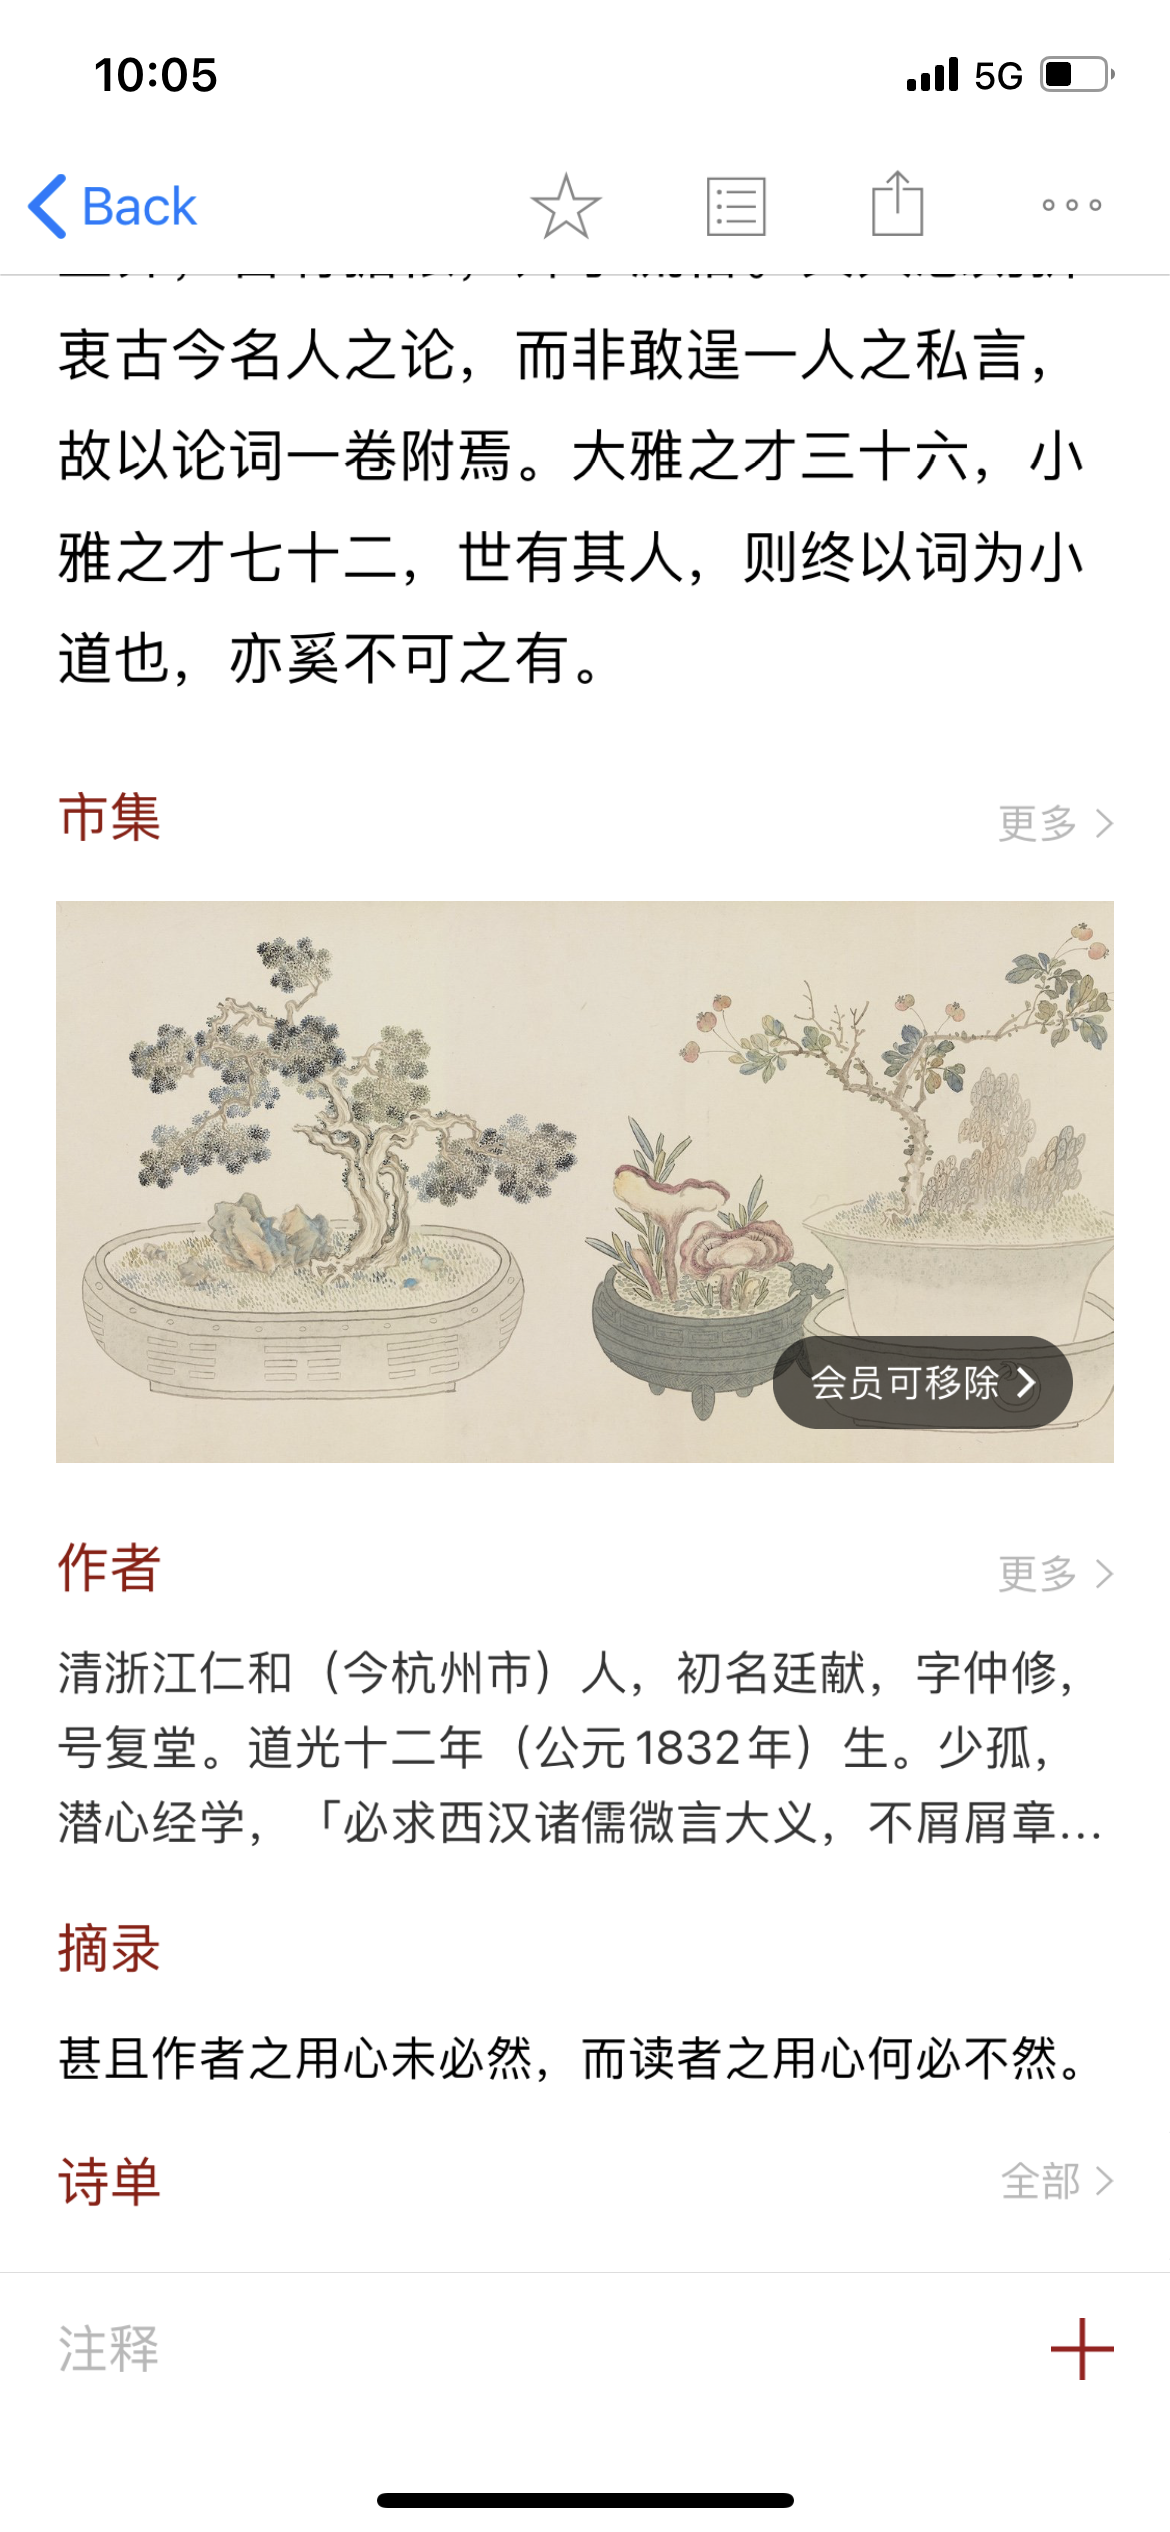 10:05
5G
Back
衷古今名人之论，而非敢逞一人之私言，
故以论词一卷附焉。大雅之才三十六，小
雅之才七十二，世有其人，则终以词为小
道也，亦奚不可之有。
市集
更多
会员可移除
作者
更多
清浙江仁和（今杭州市）人，初名廷献，字仲修，
号复堂。道光十二年（公元1832年）生。少孤，
潜心经学，「必求西汉诸儒微言大义，不屑屑章...
摘录
甚且作者之用心未必然，而读者之用心何必不然。
诗单
全部
注释